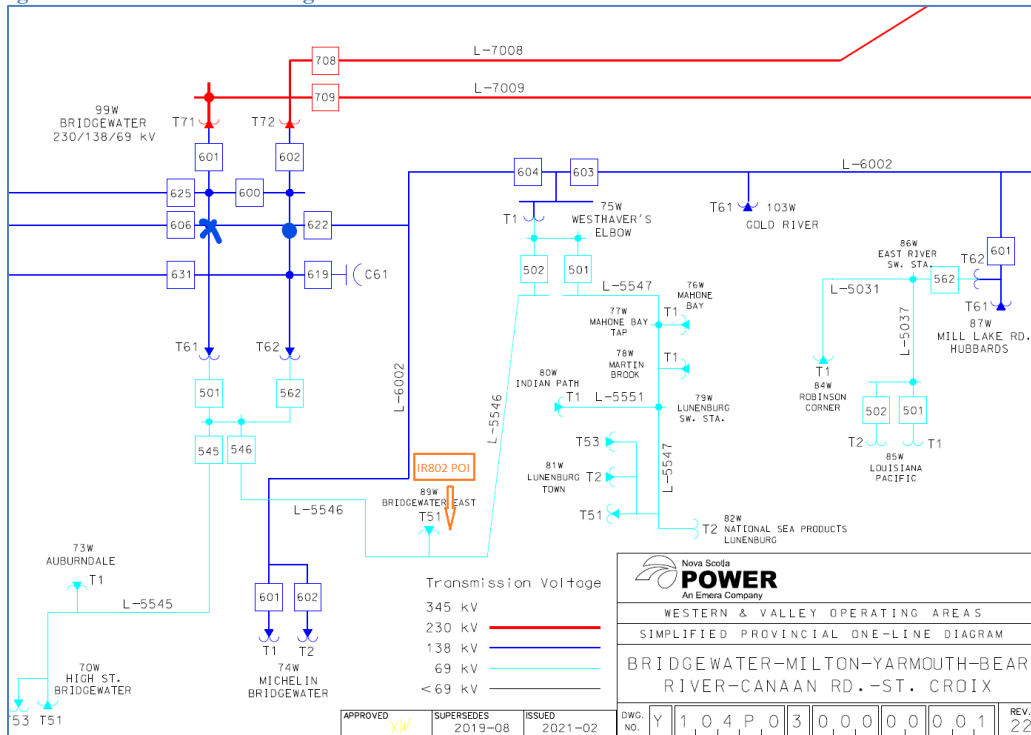 L-7008
708
709
L-7009
99W
BRIDGEWATER
230/138/69 kV
T71
T72
601
602
625
600
606
622
631
619
C61
T61
T62
501
562
545
546
L-5546
L-6002
604
603
L-6002
T1
75W
WESTHAVER'S
ELBOW
502
501
L-5547
T61
103W
GOLD RIVER
76W
MAHONE
BAY
T1
77W
MAHONE BAY
TAP
78W
MARTIN
BROOK
T1
80W
INDIAN PATH
T1
L-5551
79W
LUNENBURG
SW. STA.
L-5546
L-5547
T53
81W
LUNENBURG
TOWN
T2
T51
T2
82W
NATIONAL SEA PRODUCTS
LUNENBURG
86W
EAST RIVER
SW. STA.
562
T62
601
L-5031
L-5037
T61
87W
MILL LAKE RD.
HUBBARDS
T1
84W
ROBINSON
CORNER
502
501
T2
T1
85W
LOUISIANA
PACIFIC
IR802 POI
89W
BRIDGEWATER EAST
T51
73W
AUBURNDALE
T1
L-5545
70W
HIGH ST.
BRIDGEWATER
T53
T51
601
602
T1
T2
74W
MICHELIN
BRIDGEWATER
Transmission Voltage
345 kV
230 kV
138 kV
69 kV
<69 kV
Nova Scotia
POWER
An Emera Company
WESTERN & VALLEY OPERATING AREAS
SIMPLIFIED PROVINCIAL ONE-LINE DIAGRAM
BRIDGEWATER-MILTON-YARMOUTH-BEAR
RIVER-CANAAN RD.-ST. CROIX
APPROVED
SUPERSEDES
2019-08
ISSUED
2021-02
DWG.
NO.
Y 1 0 4 P 0 3 0 0 0 0 0 0 0 1
REV.
22